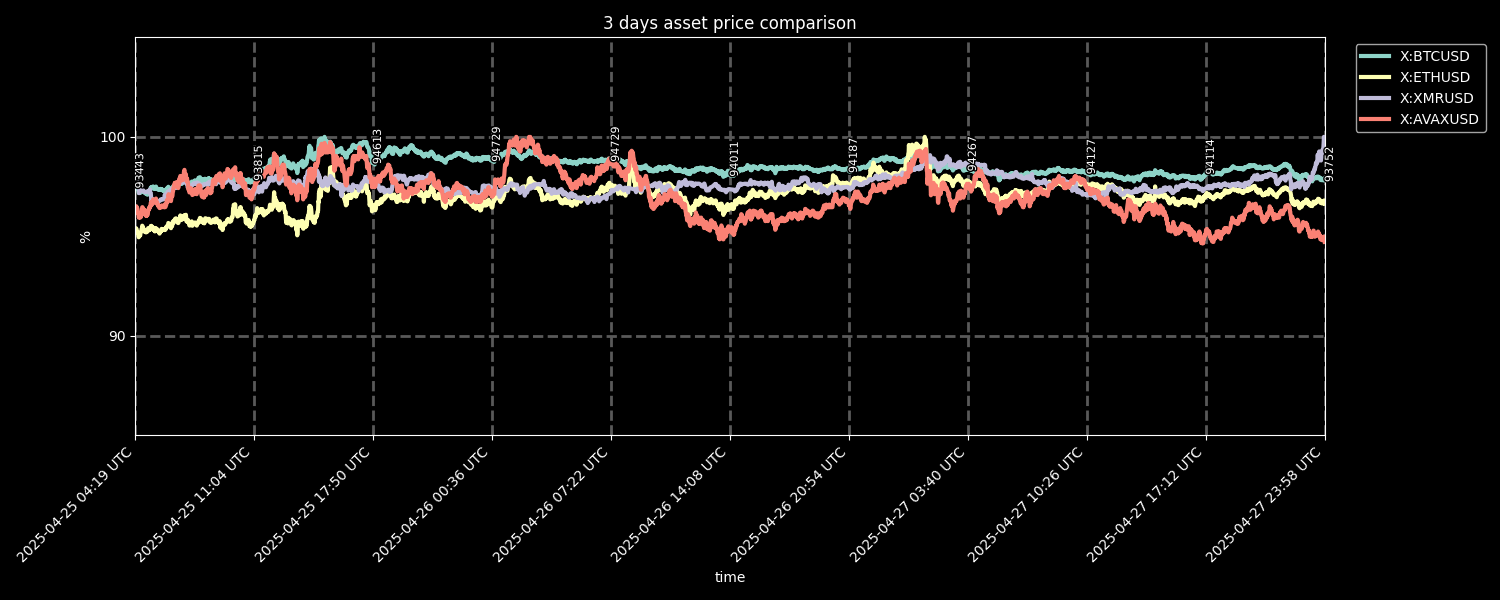 3 days asset price comparison
X:BTCUSD
X:ETHUSD
X:XMRUSD
X:AVAXUSD
100
90
%
93443
93815
94613
94729
94729
94011
94187
94267
94127
94114
93752
2025-04-25 04:19 UTC
2025-04-25 11:04 UTC
2025-04-25 17:50 UTC
2025-04-26 00:36 UTC
2025-04-26 07:22 UTC
2025-04-26 14:08 UTC
2025-04-26 20:54 UTC
2025-04-27 03:40 UTC
2025-04-27 10:26 UTC
2025-04-27 17:12 UTC
2025-04-27 23:58 UTC
time